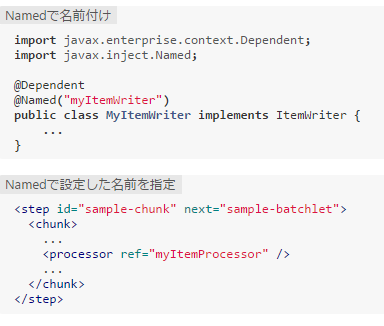 Namedで名前付け
import javax.enterprise.context.Dependent;
import javax.inject.Named;
@Dependent
@Named("myItemWriter")
public class MyItemWriter implements ItemWriter {
    ...
}
Namedで設定した名前を指定
<step id="sample-chunk" next="sample-batchlet">
  <chunk>
    ...
    <processor ref="myItemProcessor" />
    ...
  </chunk>
</step>